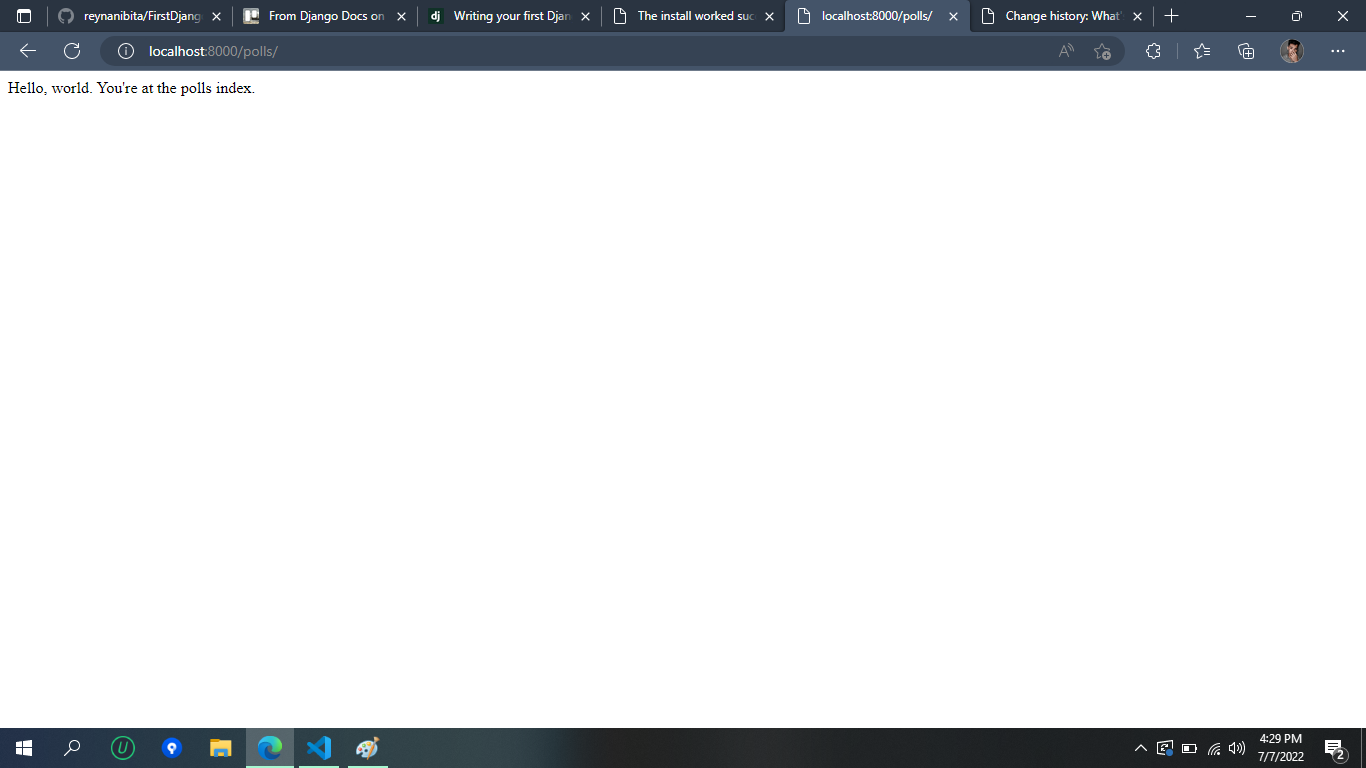 reynanibita/FirstDjang
From Django Docs on
dj
Writing your first Djan
The install worked suc
localhost:8000/polls/
Change history: What'
localhost:8000/polls/
Hello, world. You're at the polls index.
4:29 PM
7/7/2022
2